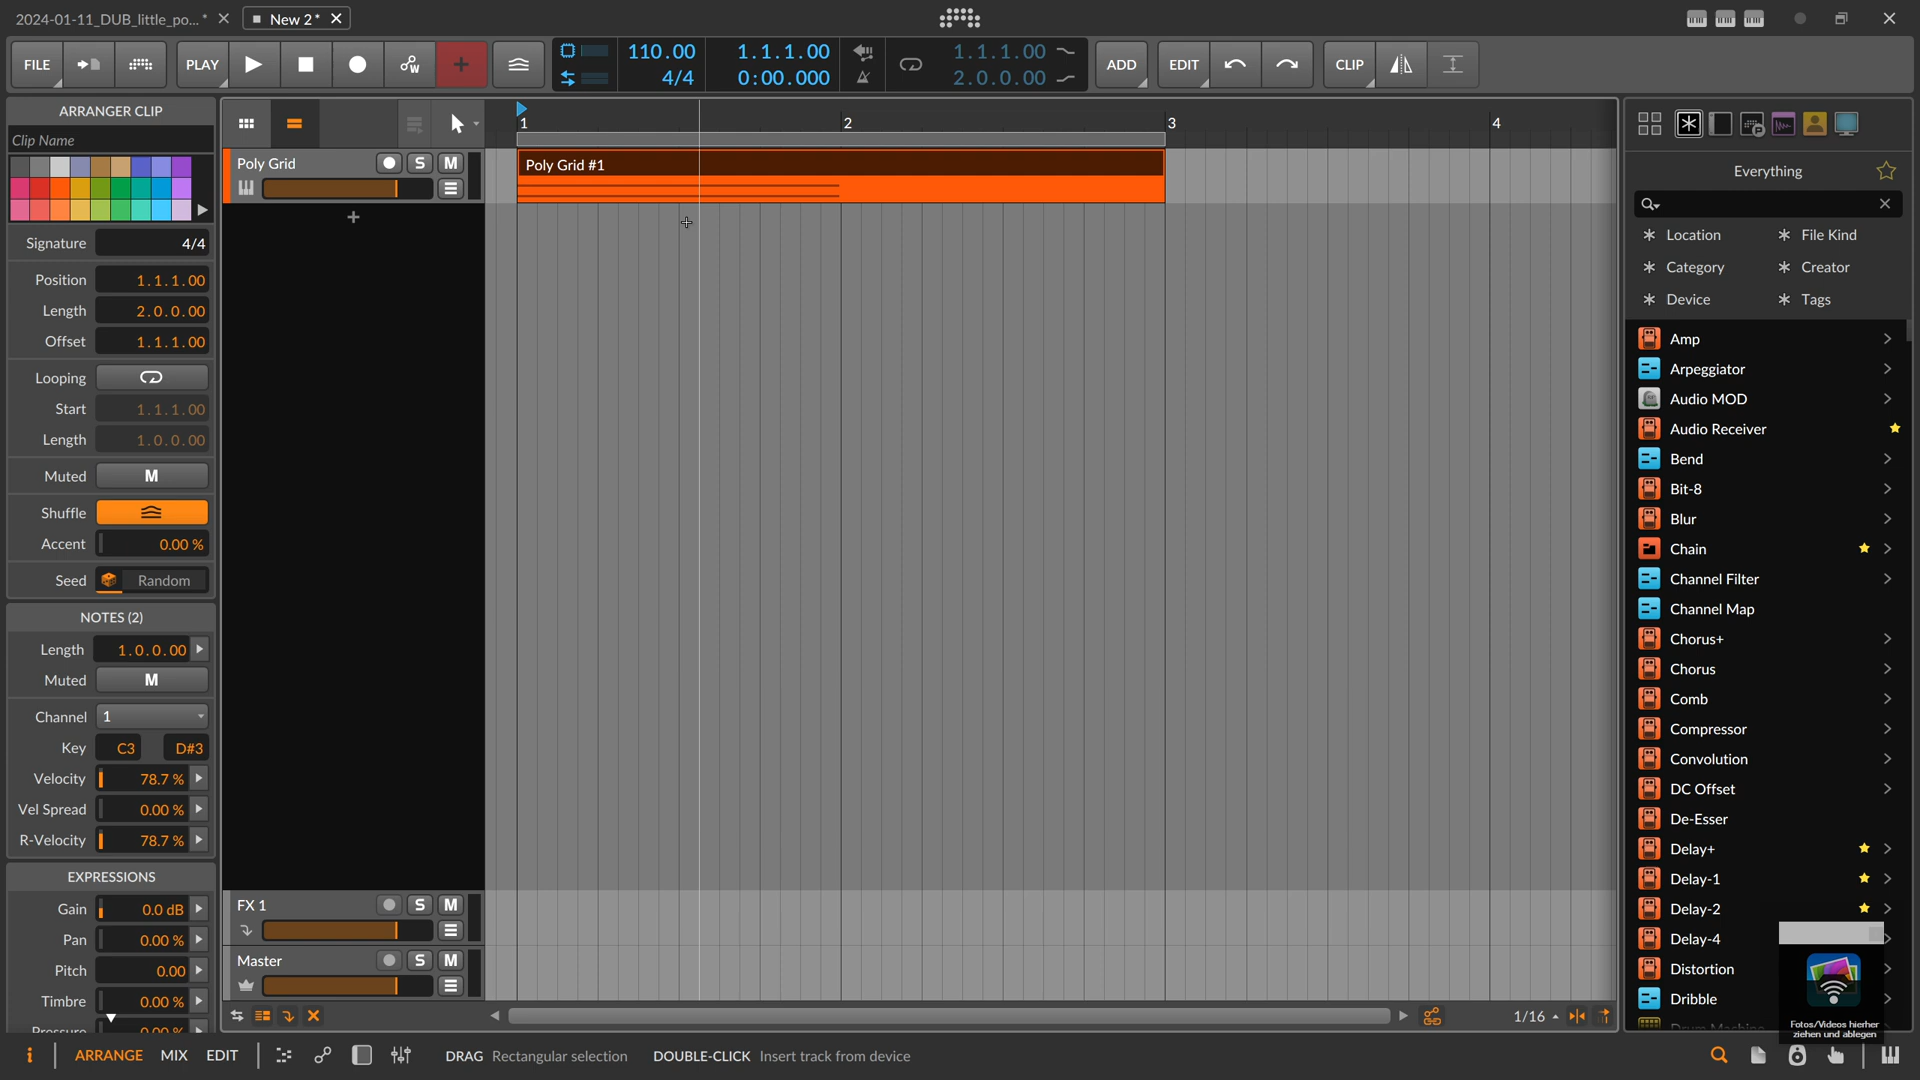 2024-01-11_DUB_little_po... *
New 2 *
FILE
PLAY
110.00
4/4
1.1.1.00
0:00.000
1.1.1.00
2.0.0.00
ADD
EDIT
CLIP
ARRANGER CLIP
Clip Name
Signature 4/4
Position 1.1.1.00
Length 2.0.0.00
Offset 1.1.1.00
Looping
Start 1.1.1.00
Length 1.0.0.00
Muted M
Shuffle
Accent 0.00 %
Seed Random
NOTES (2)
Length 1.0.0.00
Muted M
Channel 1
Key C3 D#3
Velocity 78.7 %
Vel Spread 0.00 %
R-Velocity 78.7 %
EXPRESSIONS
Gain 0.0 dB
Pan 0.00 %
Pitch 0.00
Timbre 0.00 %
Pressure 0.00 %
1 2 3 4
Poly Grid S M
Poly Grid #1
+
FX 1 S M
Master S M
1/16
Everything
Location
File Kind
Category
Creator
Device
Tags
Amp
Arpeggiator
Audio MOD
Audio Receiver
Bend
Bit-8
Blur
Chain
Channel Filter
Channel Map
Chorus+
Chorus
Comb
Compressor
Convolution
DC Offset
De-Esser
Delay+
Delay-1
Delay-2
Delay-4
Distortion
Dribble
Drum Machine
Fotos/Videos hierher
ziehen und ablegen
i ARRANGE MIX EDIT
DRAG Rectangular selection DOUBLE-CLICK Insert track from device